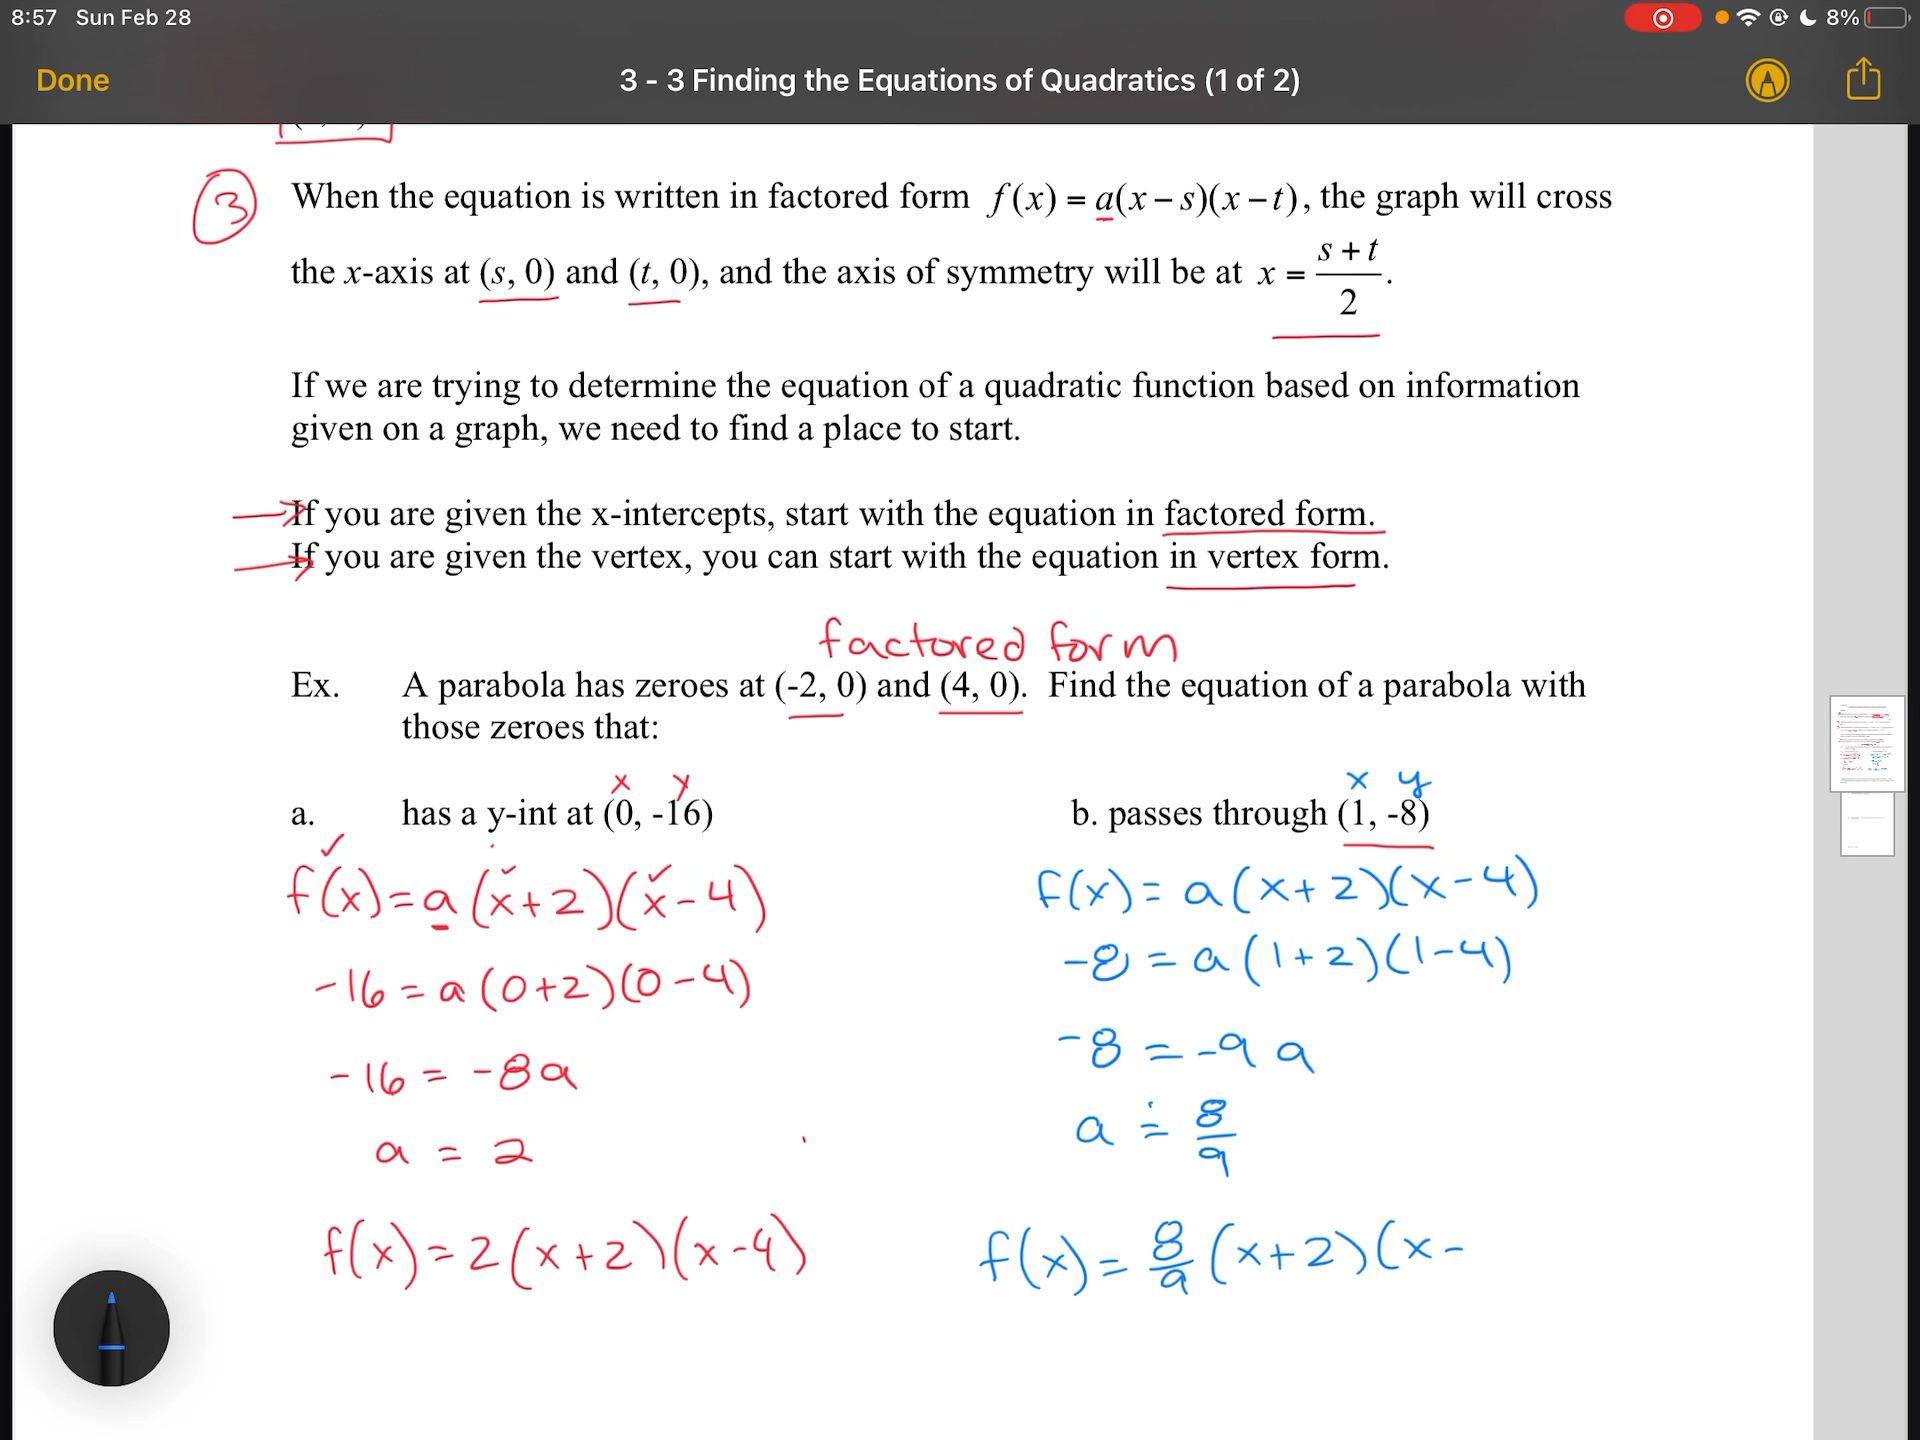 8:57 Sun Feb 28
8%
Done
3 - 3 Finding the Equations of Quadratics (1 of 2)
3 When the equation is written in factored form f(x) = a(x – s)(x – t), the graph will cross
the x-axis at (s, 0) and (t, 0), and the axis of symmetry will be at x = (s + t)/2.
If we are trying to determine the equation of a quadratic function based on information
given on a graph, we need to find a place to start.
If you are given the x-intercepts, start with the equation in factored form.
If you are given the vertex, you can start with the equation in vertex form.
factored form
Ex. A parabola has zeroes at (-2, 0) and (4, 0). Find the equation of a parabola with
those zeroes that:
x y
a. has a y-int at (0, -16)
f(x) = a(x+2)(x-4)
-16 = a(0+2)(0-4)
-16 = -8a
a = 2
f(x) = 2(x+2)(x-4)
x y
b. passes through (1, -8)
f(x) = a(x+2)(x-4)
-8 = a(1+2)(1-4)
-8 = -9a
a = 8/9
f(x) = 8/9 (x+2)(x-